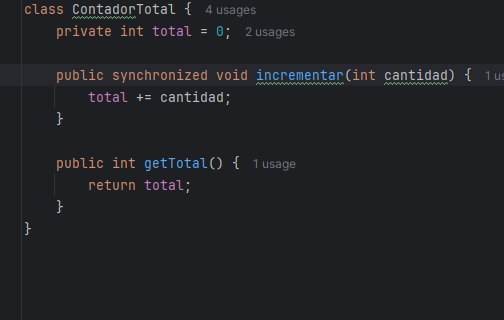 class ContadorTotal { 4 usages
private int total = 0; 2 usages
public synchronized void incrementar(int cantidad) { 1 us
total += cantidad;
}
public int getTotal() { 1 usage
return total;
}
}